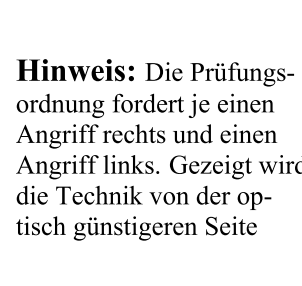 Hinweis: Die Prüfungs-
ordnung fordert je einen
Angriff rechts und einen
Angriff links. Gezeigt wird
die Technik von der op-
tisch günstigeren Seite